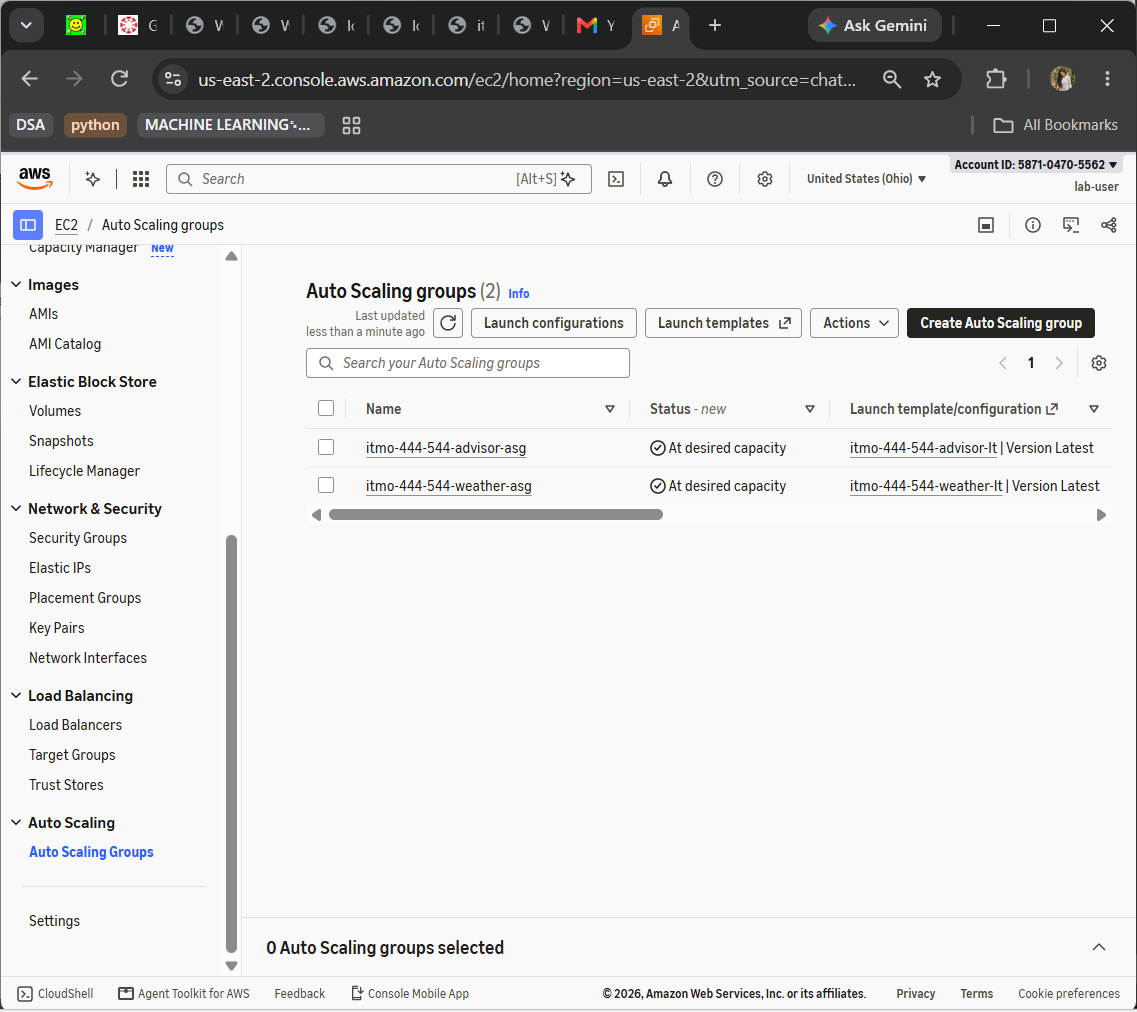 G
W
W
Ic
Ic
it
W
Y
A
Ask Gemini
us-east-2.console.aws.amazon.com/ec2/home?region=us-east-2&utm_source=chat...
DSA
python
MACHINE LEARNING
All Bookmarks
aws
Search
[Alt+S]
United States (Ohio)
Account ID: 5871-0470-5562
lab-user
EC2 / Auto Scaling groups
Capacity Manager New
Images
AMIs
AMI Catalog
Elastic Block Store
Volumes
Snapshots
Lifecycle Manager
Network & Security
Security Groups
Elastic IPs
Placement Groups
Key Pairs
Network Interfaces
Load Balancing
Load Balancers
Target Groups
Trust Stores
Auto Scaling
Auto Scaling Groups
Settings
Auto Scaling groups (2) Info
Last updated
less than a minute ago
Launch configurations
Launch templates
Actions
Create Auto Scaling group
Search your Auto Scaling groups
1
Name Status - new Launch template/configuration
itmo-444-544-advisor-asg At desired capacity itmo-444-544-advisor-lt | Version Latest
itmo-444-544-weather-asg At desired capacity itmo-444-544-weather-lt | Version Latest
0 Auto Scaling groups selected
CloudShell Agent Toolkit for AWS Feedback Console Mobile App © 2026, Amazon Web Services, Inc. or its affiliates. Privacy Terms Cookie preferences